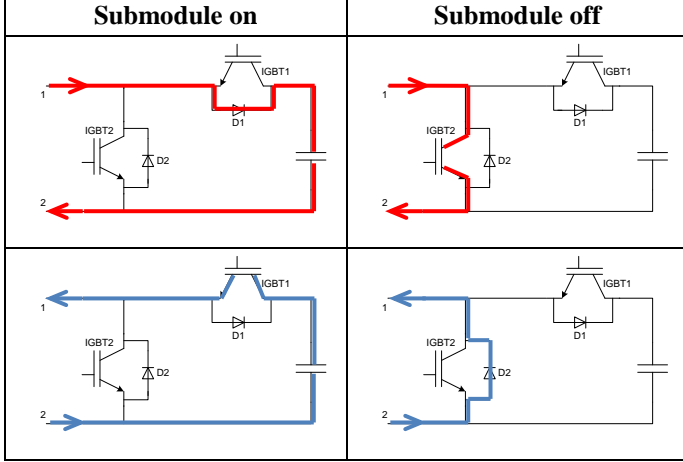 Submodule on
Submodule off
IGBT1
1
D1
IGBT2
D2
2
IGBT1
1
D1
IGBT2
D2
2
IGBT1
1
D1
IGBT2
D2
2
IGBT1
1
D1
IGBT2
D2
2